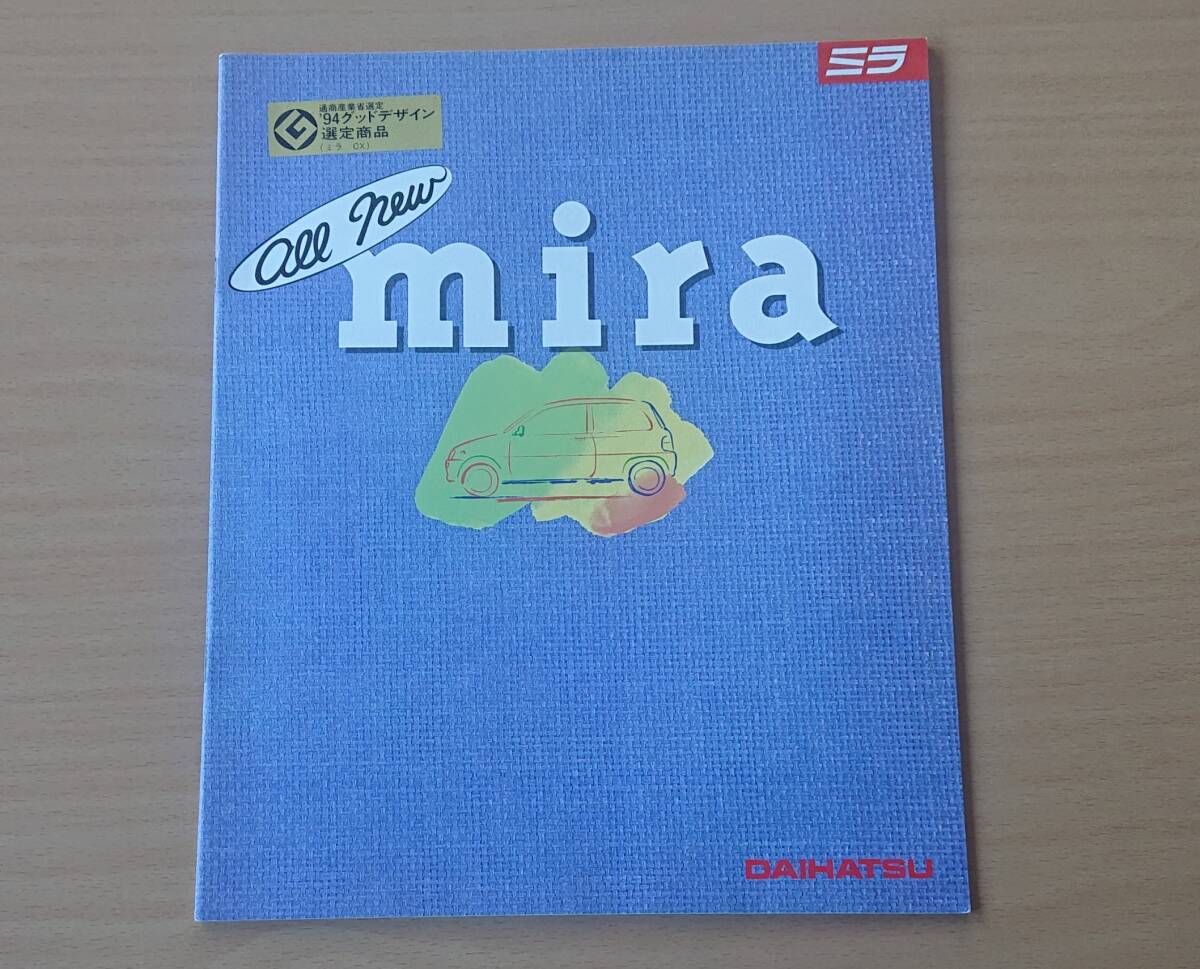 ミラ
通商産業省選定
'94グッドデザイン
選定商品
(ミラ CX)
all new
mira
DAIHATSU